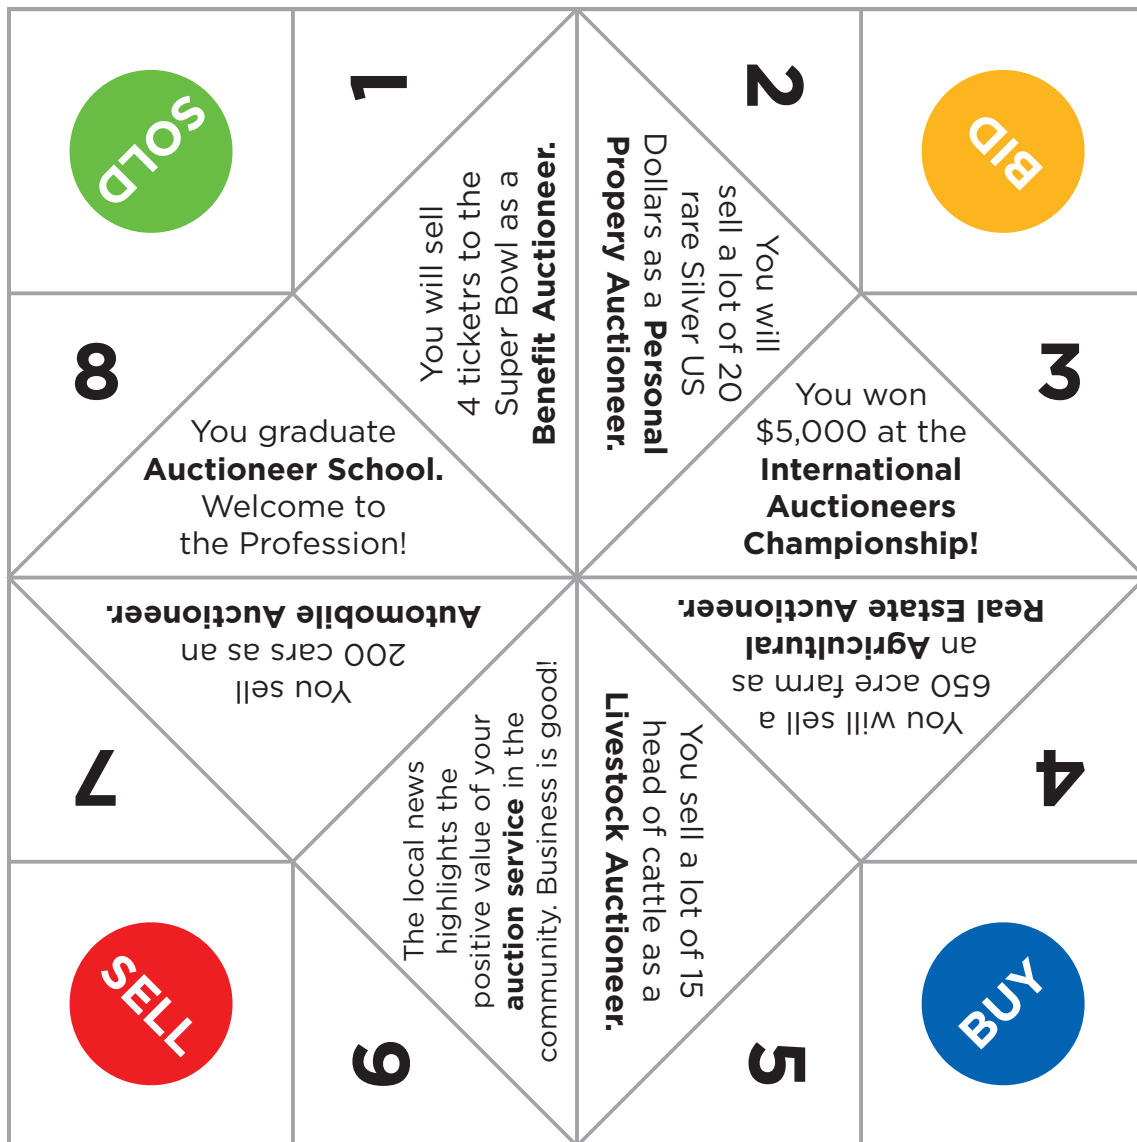 SOLD
1
You will sell
4 ticketrs to the
Super Bowl as a
Benefit Auctioneer.
2
You will
sell a lot of 20
rare Silver US
Dollars as a Personal
Propery Auctioneer.
BID
8
You graduate
Auctioneer School.
Welcome to
the Profession!
3
You won
$5,000 at the
International
Auctioneers
Championship!
7
You sell
200 cars as an
Automobile Auctioneer.
4
You will sell a
650 acre farm as
an Agricultural
Real Estate Auctioneer.
SELL
6
The local news
highlights the
positive value of your
auction service in the
community. Business is good!
5
You sell a lot of 15
head of cattle as a
Livestock Auctioneer.
BUY